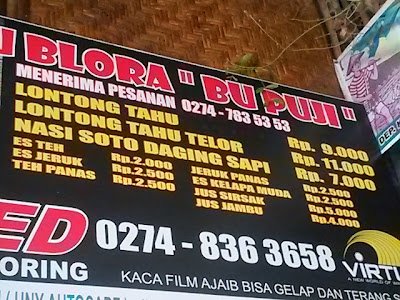 BLORA " BU PUJI "
MENERIMA PESANAN 0274-783 53 53
LONTONG TAHU Rp. 9.000
LONTONG TAHU TELOR Rp. 11.000
NASI SOTO DAGING SAPI Rp. 7.000
ES TEH Rp.2.000
ES JERUK Rp.2.500
TEH PANAS Rp.2.500
JERUK PANAS Rp.2.500
ES KELAPA MUDA Rp.2.500
JUS SIRSAK Rp.5.000
JUS JAMBU Rp.4.000
ED 0274 - 836 3658
ORING
VIRTU
A NEW WORLD OF
KACA FILM AJAIB BISA GELAP DAN TERANG S